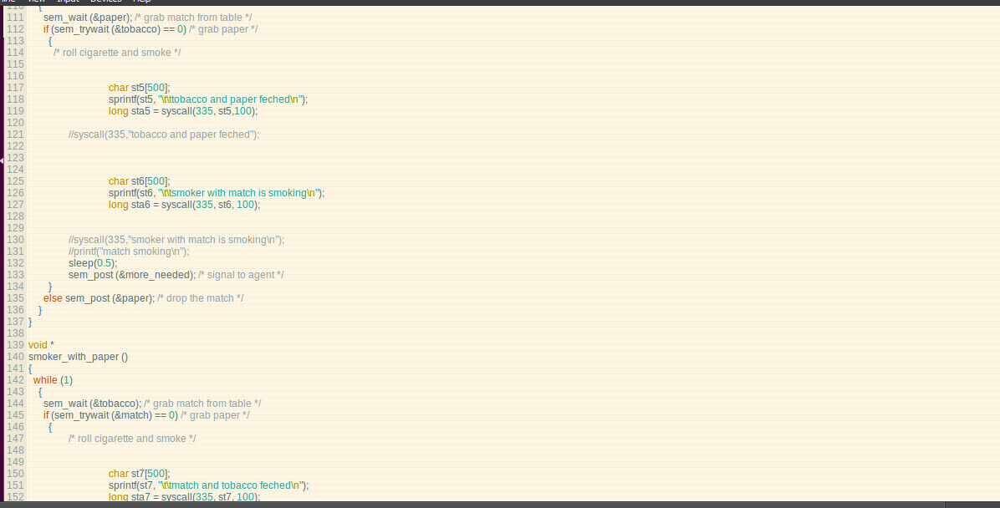 Input Devices Help
110 {
111 sem_wait (&paper); /* grab match from table */
112 if (sem_trywait (&tobacco) == 0) /* grab paper */
113 {
114 /* roll cigarette and smoke */
115
116
117 char st5[500];
118 sprintf(st5, "\t\ttobacco and paper feched\n");
119 long sta5 = syscall(335, st5,100);
120
121 //syscall(335,"tobacco and paper feched");
122
123
124
125 char st6[500];
126 sprintf(st6, "\t\tsmoker with match is smoking\n");
127 long sta6 = syscall(335, st6, 100);
128
129
130 //syscall(335,"smoker with match is smoking\n");
131 //printf("match smoking\n");
132 sleep(0.5);
133 sem_post (&more_needed); /* signal to agent */
134 }
135 else sem_post (&paper); /* drop the match */
136 }
137 }
138
139 void *
140 smoker_with_paper ()
141 {
142 while (1)
143 {
144 sem_wait (&tobacco); /* grab match from table */
145 if (sem_trywait (&match) == 0) /* grab paper */
146 {
147 /* roll cigarette and smoke */
148
149
150 char st7[500];
151 sprintf(st7, "\t\tmatch and tobacco feched\n");
152 long sta7 = syscall(335, st7, 100);